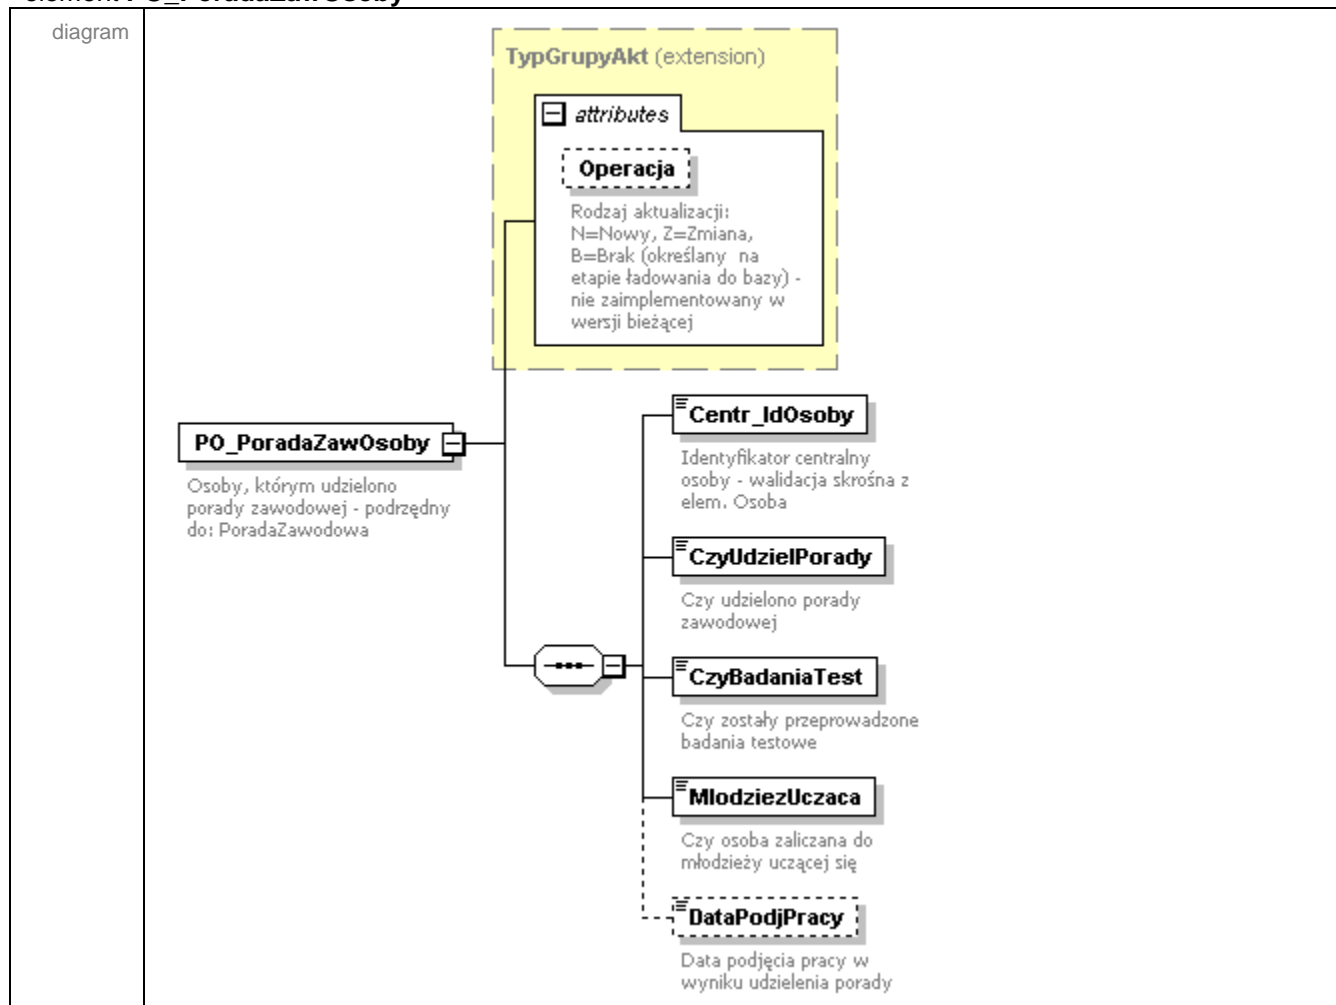 element PO_PoradaZawOsoby
diagram
TypGrupyAkt (extension)
attributes
Operacja
Rodzaj aktualizacji:
N=Nowy, Z=Zmiana,
B=Brak (określany na
etapie ładowania do bazy) -
nie zaimplementowany w
wersji bieżącej
PO_PoradaZawOsoby
Osoby, którym udzielono
porady zawodowej - podrzędny
do: PoradaZawodowa
Centr_IdOsoby
Identyfikator centralny
osoby - walidacja skrośna z
elem. Osoba
CzyUdzielPorady
Czy udzielono porady
zawodowej
CzyBadaniaTest
Czy zostały przeprowadzone
badania testowe
MlodziezUczaca
Czy osoba zaliczana do
młodzieży uczącej się
DataPodjPracy
Data podjęcia pracy w
wyniku udzielenia porady